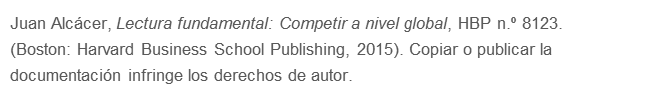 Juan Alcácer, Lectura fundamental: Competir a nivel global, HBP n.º 8123.
(Boston: Harvard Business School Publishing, 2015). Copiar o publicar la
documentación infringe los derechos de autor.